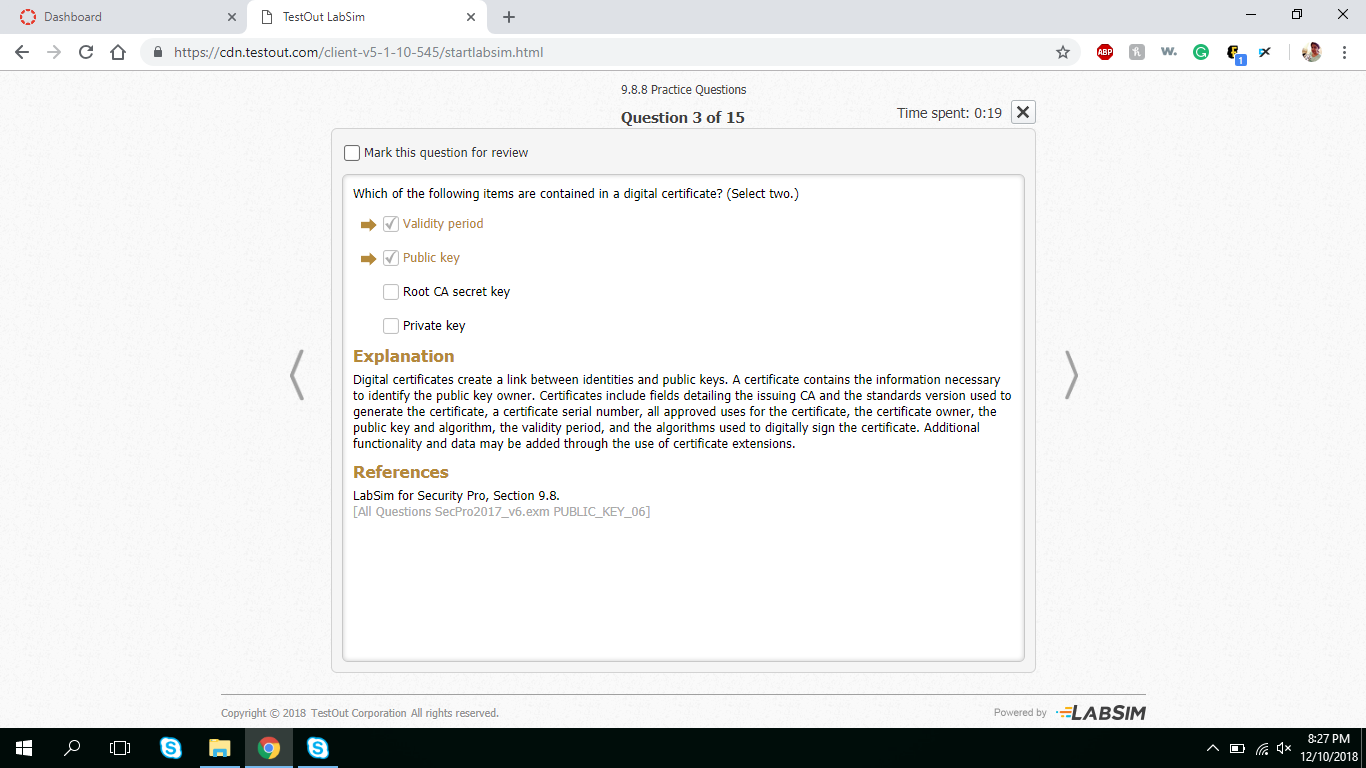 Dashboard
TestOut LabSim
https://cdn.testout.com/client-v5-1-10-545/startlabsim.html
ABP
w.
1
9.8.8 Practice Questions
Question 3 of 15
Time spent: 0:19
Mark this question for review
Which of the following items are contained in a digital certificate? (Select two.)
Validity period
Public key
Root CA secret key
Private key
Explanation
Digital certificates create a link between identities and public keys. A certificate contains the information necessary
to identify the public key owner. Certificates include fields detailing the issuing CA and the standards version used to
generate the certificate, a certificate serial number, all approved uses for the certificate, the certificate owner, the
public key and algorithm, the validity period, and the algorithms used to digitally sign the certificate. Additional
functionality and data may be added through the use of certificate extensions.
References
LabSim for Security Pro, Section 9.8.
[All Questions SecPro2017_v6.exm PUBLIC_KEY_06]
Copyright © 2018 TestOut Corporation All rights reserved.
Powered by LABSIM
8:27 PM
12/10/2018